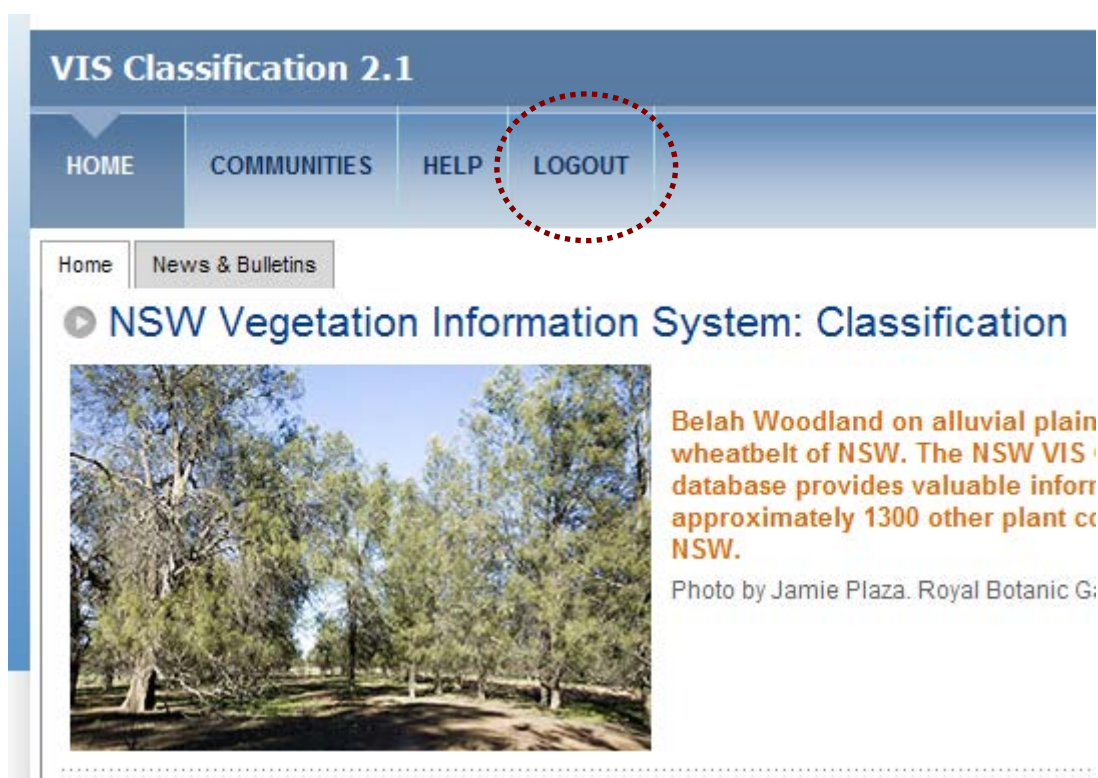 VIS Classification 2.1
HOME COMMUNITIES HELP LOGOUT
Home News & Bulletins
NSW Vegetation Information System: Classification
Belah Woodland on alluvial plain
wheatbelt of NSW. The NSW VIS
database provides valuable infor
approximately 1300 other plant co
NSW.
Photo by Jamie Plaza. Royal Botanic Ga